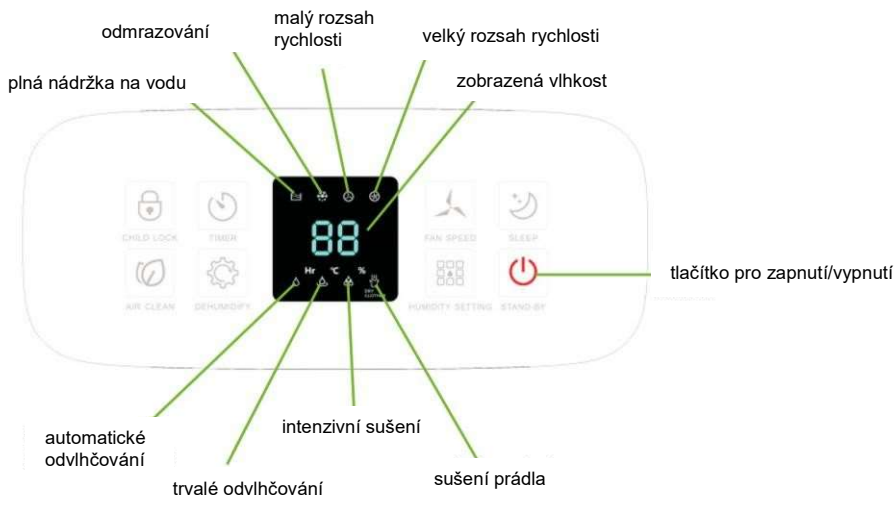 malý rozsah
rychlosti
odmrazování
velký rozsah rychlosti
plná nádržka na vodu
zobrazená vlhkost
CHILD LOCK
TIMER
FAN SPEED
SLEEP
88
Hr °C %
tlačítko pro zapnutí/vypnutí
DRY
CLOTHES
AIR CLEAN
DEHUMIDIFY
HUMIDITY SETTING
STAND-BY
intenzivní sušení
automatické
odvlhčování
sušení prádla
trvalé odvlhčování